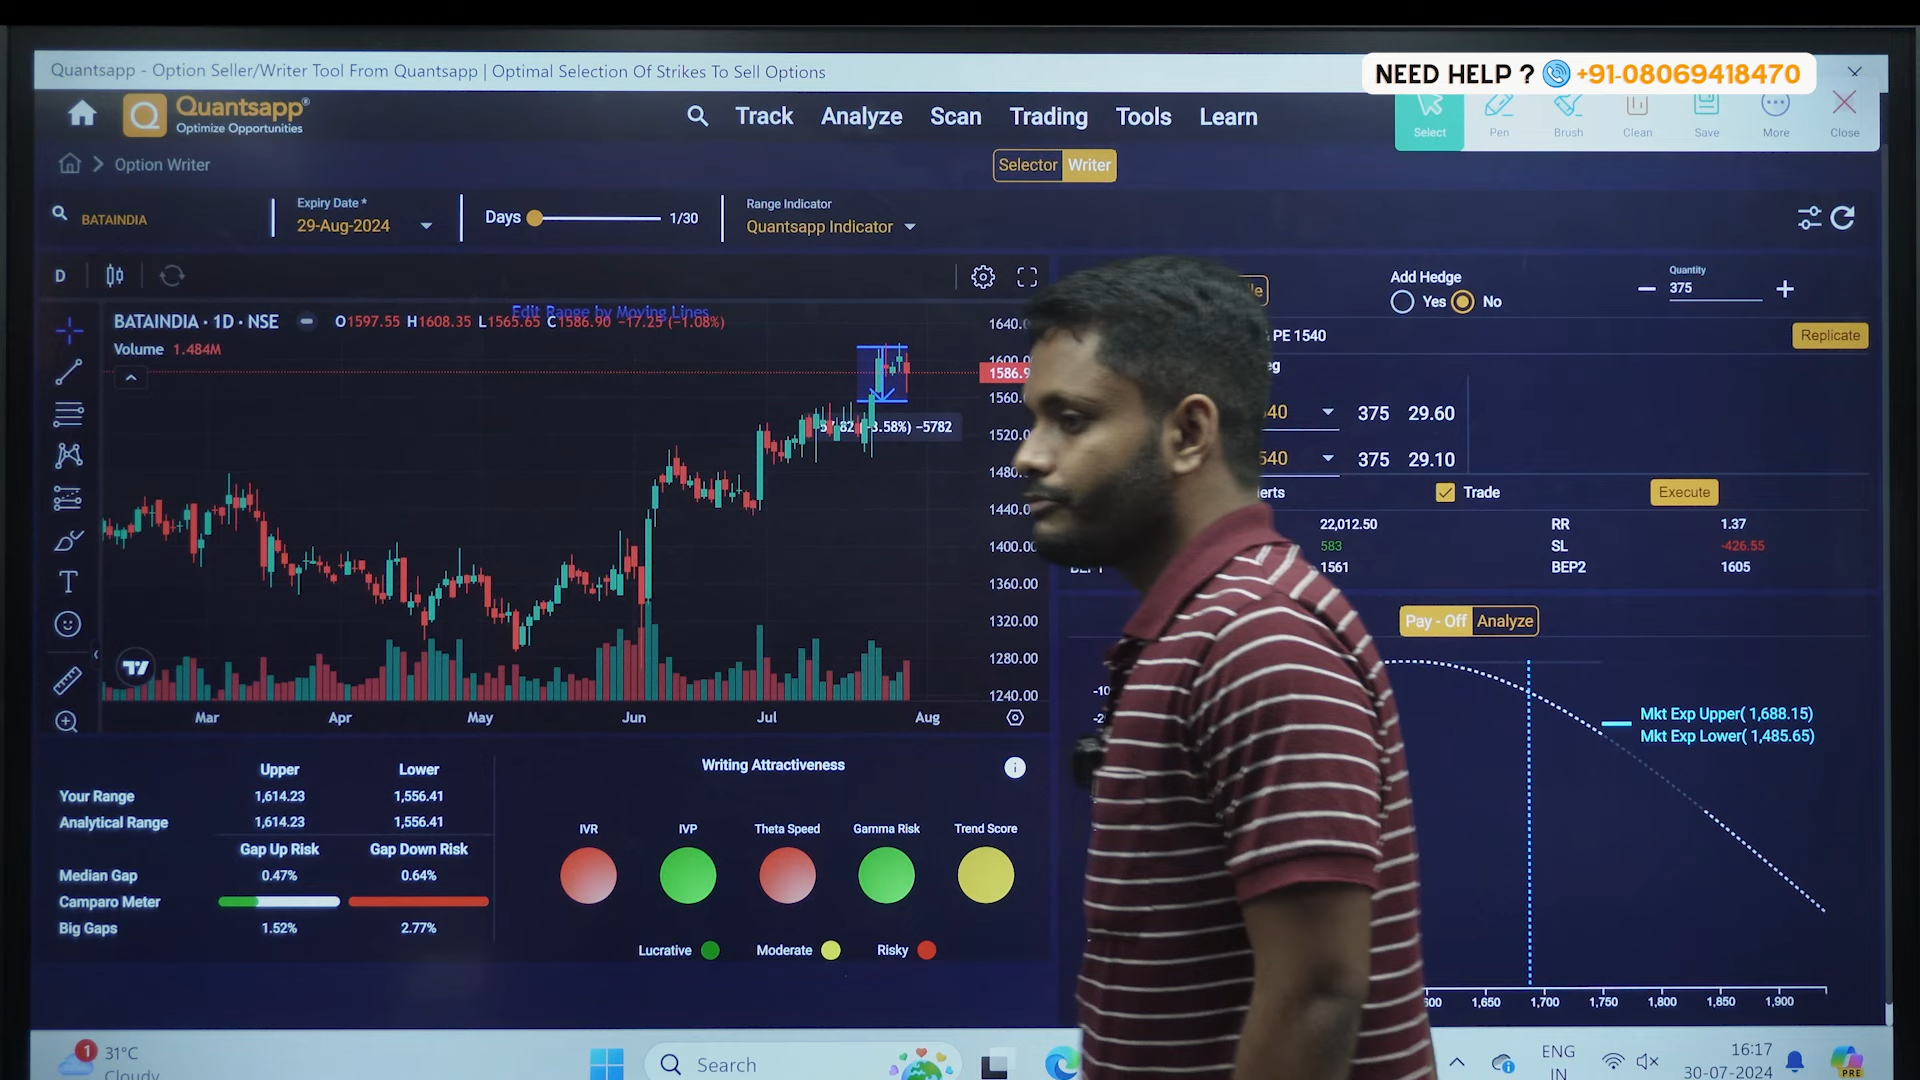 Quantsapp - Option Seller/Writer Tool From Quantsapp | Optimal Selection Of Strikes To Sell Options
NEED HELP ? +91-08069418470
Quantsapp®
Optimize Opportunities
Track Analyze Scan Trading Tools Learn
Select Pen Brush Clean Save More Close
Option Writer
Selector Writer
BATAINDIA
Expiry Date *
29-Aug-2024
Days 1/30
Range Indicator
Quantsapp Indicator
D
Edit Range by Moving Lines
BATAINDIA · 1D · NSE O1597.55 H1608.35 L1565.65 C1586.90 −17.25 (−1.08%)
Volume 1.484M
1586.9
1560.
1520.
1480
1440.
1400.
1360.00
1320.00
1280.00
1240.00
−5782
Mar Apr May Jun Jul Aug
Add Hedge
Yes No
Quantity
375
PE 1540
Replicate
375 29.60
375 29.10
Trade
Execute
22,012.50 RR 1.37
583 SL -426.55
1561 BEP2 1605
Pay - Off Analyze
Mkt Exp Upper( 1,688.15)
Mkt Exp Lower( 1,485.65)
-10
-2
1,650 1,700 1,750 1,800 1,850 1,900
Upper Lower
Your Range 1,614.23 1,556.41
Analytical Range 1,614.23 1,556.41
Gap Up Risk Gap Down Risk
Median Gap 0.47% 0.64%
Camparo Meter
Big Gaps 1.52% 2.77%
Writing Attractiveness
IVR IVP Theta Speed Gamma Risk Trend Score
Lucrative Moderate Risky
1
31°C
Cloudy
Search
ENG
IN
16:17
30-07-2024
PRE